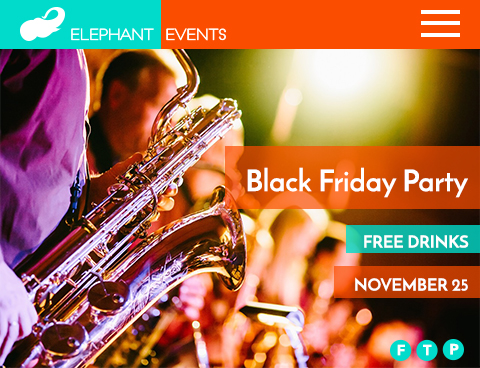 ELEPHANT EVENTS
Black Friday Party
FREE DRINKS
NOVEMBER 25
F T P